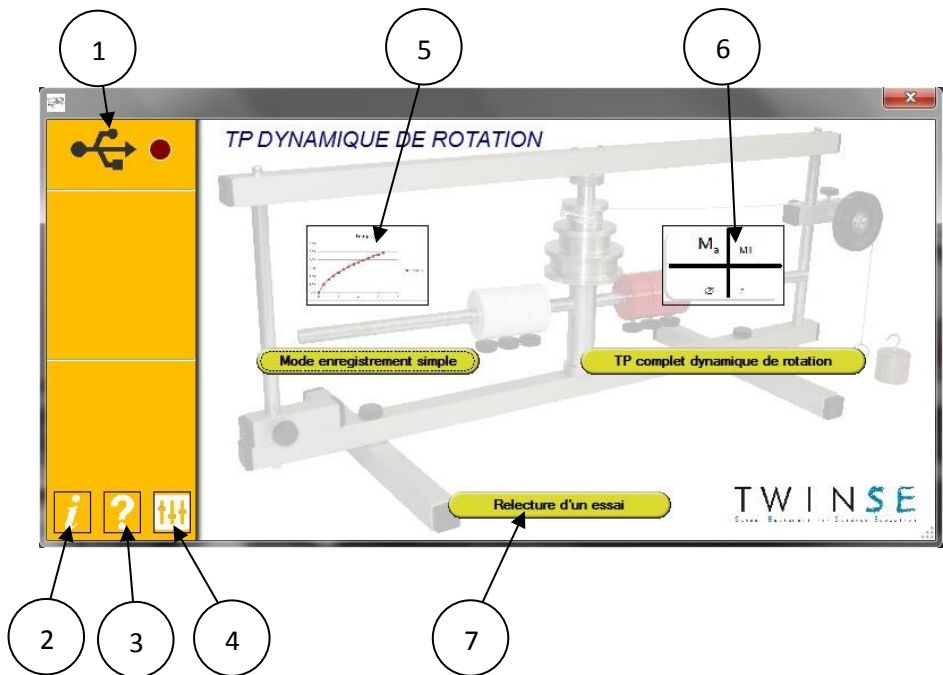 1
5
6
TP DYNAMIQUE DE ROTATION
Ma
Mode enregistrement simple
TP complet dynamique de rotation
Relecture d'un essai
TWINSE
i
?
2
3
4
7